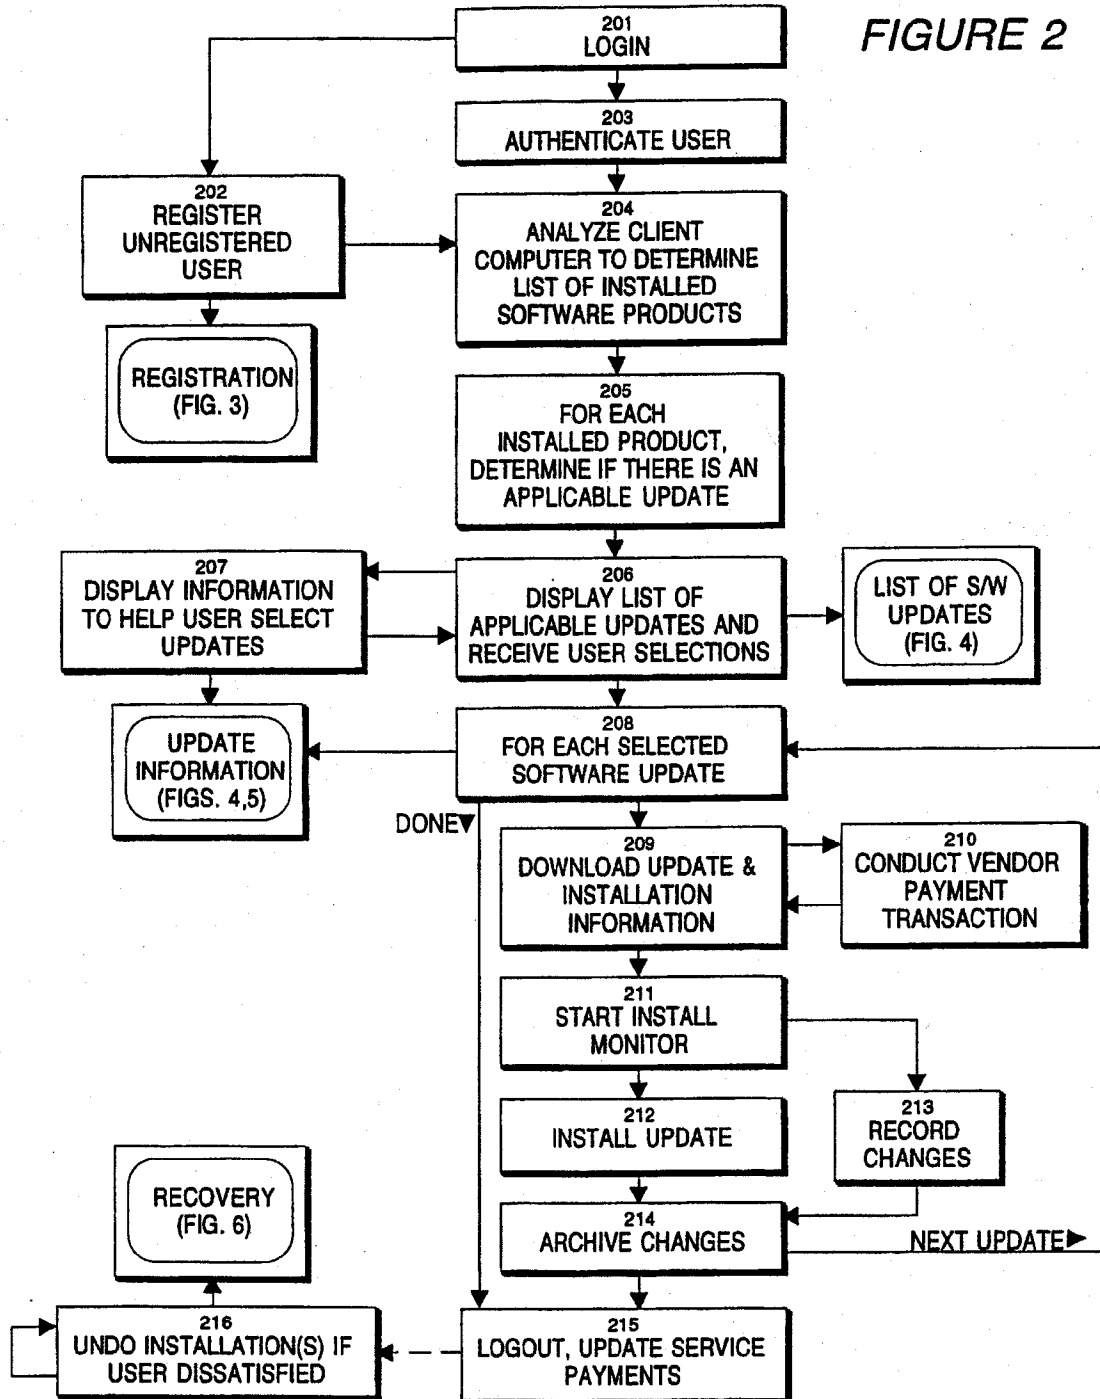 FIGURE 2
201
LOGIN
203
AUTHENTICATE USER
202
REGISTER
UNREGISTERED
USER
204
ANALYZE CLIENT
COMPUTER TO DETERMINE
LIST OF INSTALLED
SOFTWARE PRODUCTS
REGISTRATION
(FIG. 3)
205
FOR EACH
INSTALLED PRODUCT,
DETERMINE IF THERE IS AN
APPLICABLE UPDATE
207
DISPLAY INFORMATION
TO HELP USER SELECT
UPDATES
206
DISPLAY LIST OF
APPLICABLE UPDATES AND
RECEIVE USER SELECTIONS
LIST OF S/W
UPDATES
(FIG. 4)
UPDATE
INFORMATION
(FIGS. 4,5)
208
FOR EACH SELECTED
SOFTWARE UPDATE
DONE
209
DOWNLOAD UPDATE &
INSTALLATION
INFORMATION
210
CONDUCT VENDOR
PAYMENT
TRANSACTION
211
START INSTALL
MONITOR
212
INSTALL UPDATE
213
RECORD
CHANGES
RECOVERY
(FIG. 6)
214
ARCHIVE CHANGES
NEXT UPDATE
216
UNDO INSTALLATION(S) IF
USER DISSATISFIED
215
LOGOUT, UPDATE SERVICE
PAYMENTS